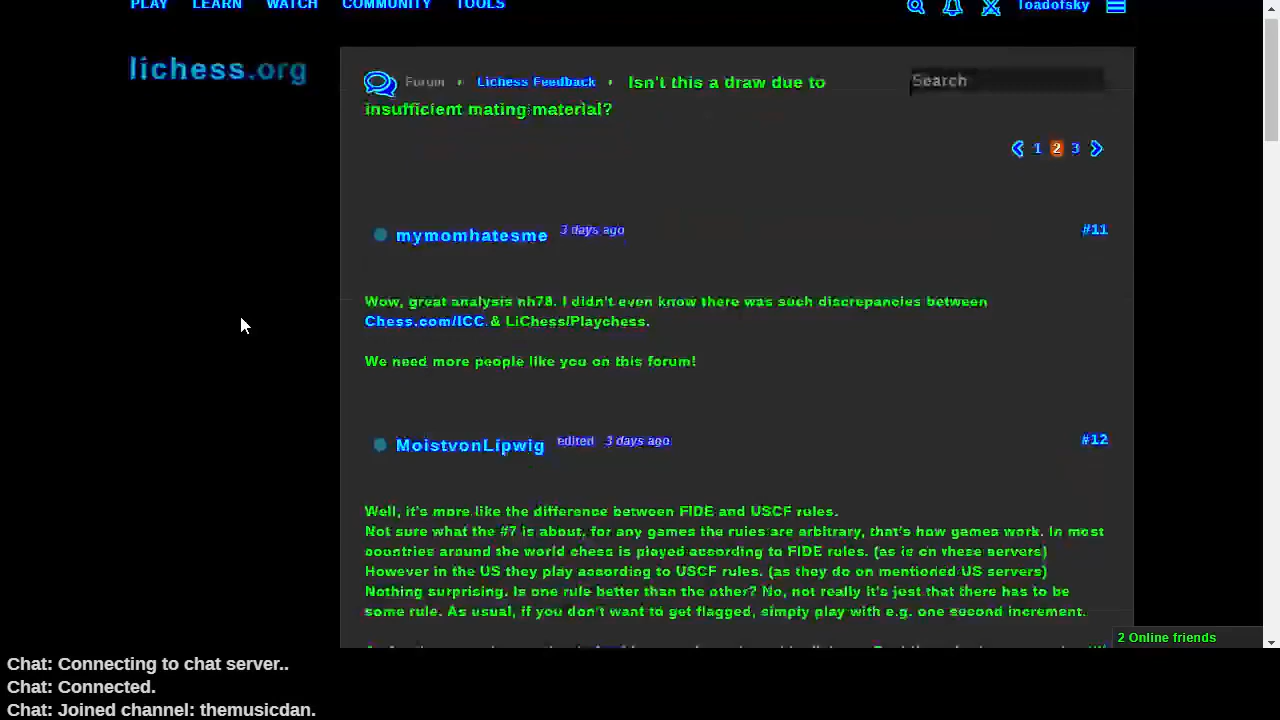 PLAY LEARN WATCH COMMUNITY TOOLS Toadofsky
lichess.org
Forum Lichess Feedback Isn't this a draw due to
insufficient mating material?
Search
1 2 3
mymomhatesme 3 days ago #11
Wow, great analysis nh78. I didn't even know there was such discrepancies between
Chess.com/ICC & LiChess/Playchess.
We need more people like you on this forum!
MoistvonLipwig edited 3 days ago #12
Well, it's more like the difference between FIDE and USCF rules.
Not sure what the #7 is about, for any games the rules are arbitrary, that's how games work. In most
countries around the world chess is played according to FIDE rules. (as is on these servers)
However in the US they play according to USCF rules. (as they do on mentioned US servers)
Nothing surprising. Is one rule better than the other? No, not really it's just that there has to be
some rule. As usual, if you don't want to get flagged, simply play with e.g. one second increment.
2 Online friends
Chat: Connecting to chat server..
Chat: Connected.
Chat: Joined channel: themusicdan.